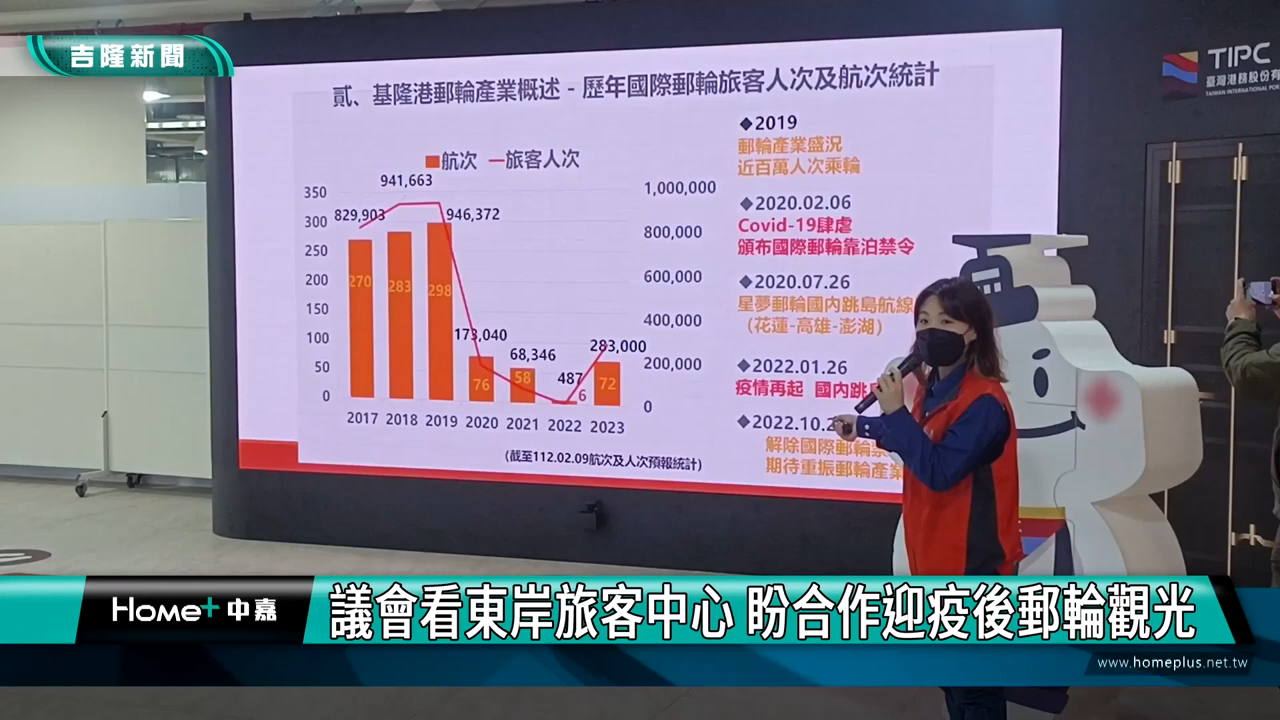 吉隆新聞
TIPC
臺灣港務股份有
貳、基隆港郵輪產業概述 - 歷年國際郵輪旅客人次及航次統計
航次 旅客人次
350
300
250
200
150
100
50
0
1,000,000
800,000
600,000
400,000
200,000
0
829,903
941,663
946,372
173,040
68,346
487
283,000
270
283
298
76
58
6
72
2017 2018 2019 2020 2021 2022 2023
(截至112.02.09航次及人次預報統計)
◆2019
郵輪產業盛況
近百萬人次乘輪
◆2020.02.06
Covid-19肆虐
頒布國際郵輪靠泊禁令
◆2020.07.26
星夢郵輪國內跳島航線
（花蓮-高雄-澎湖）
◆2022.01.26
疫情再起 國內跳
◆2022.10.
解除國際郵輪
期待重振郵輪產業
Home+中嘉
議會看東岸旅客中心 盼合作迎疫後郵輪觀光
www.homeplus.net.tw